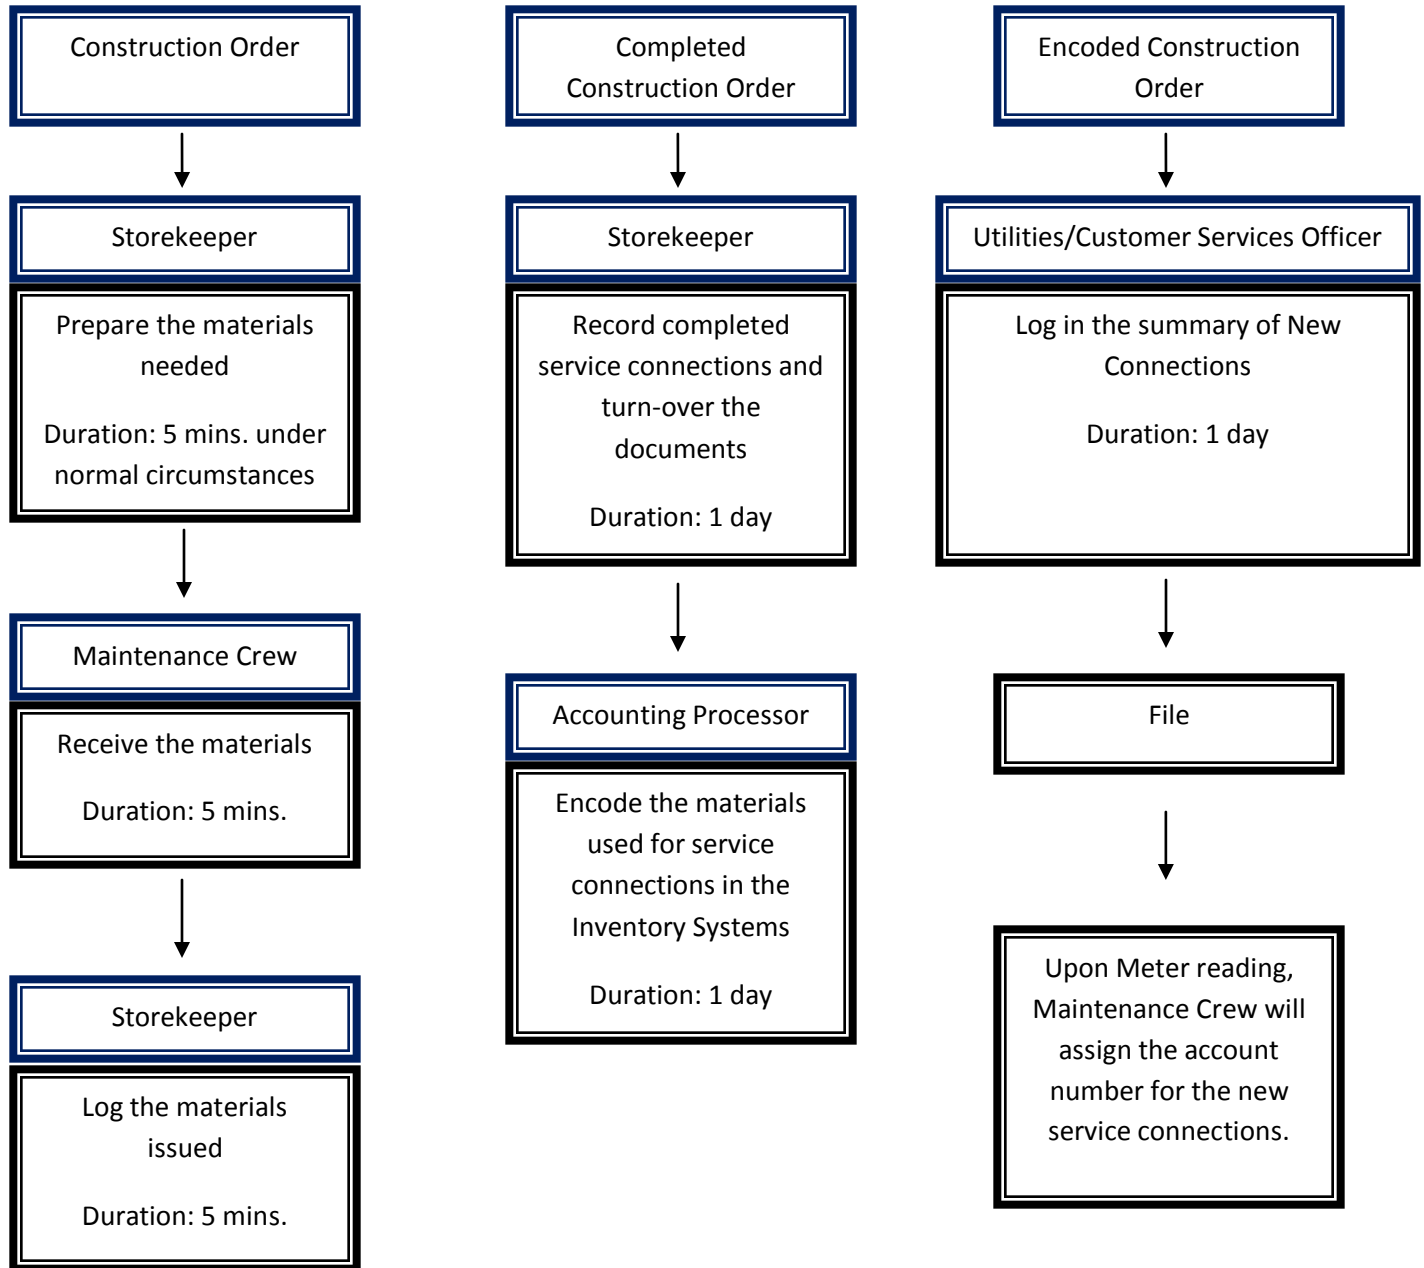 Construction Order
Storekeeper
Prepare the materials
needed
Duration: 5 mins. under
normal circumstances
Maintenance Crew
Receive the materials
Duration: 5 mins.
Storekeeper
Log the materials
issued
Duration: 5 mins.
Completed
Construction Order
Storekeeper
Record completed
service connections and
turn-over the
documents
Duration: 1 day
Accounting Processor
Encode the materials
used for service
connections in the
Inventory Systems
Duration: 1 day
Encoded Construction
Order
Utilities/Customer Services Officer
Log in the summary of New
Connections
Duration: 1 day
File
Upon Meter reading,
Maintenance Crew will
assign the account
number for the new
service connections.